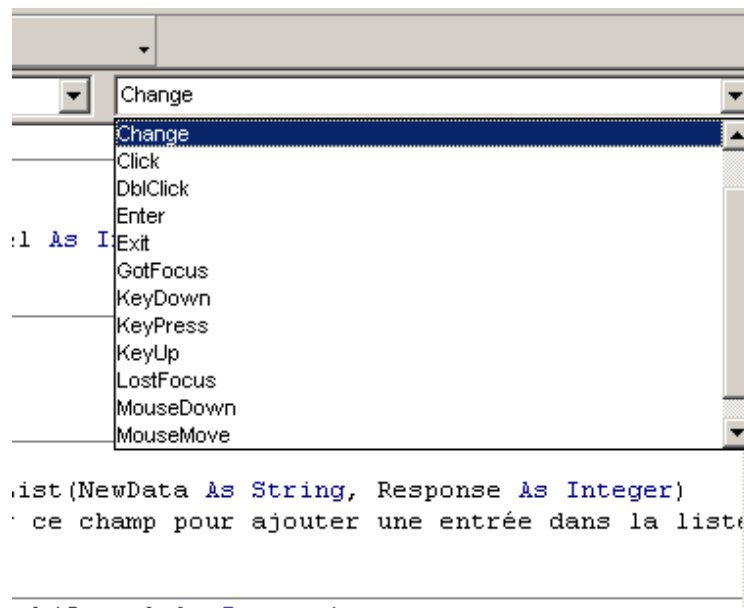 Change
Change
Click
DblClick
Enter
As
Exit
GotFocus
KeyDown
KeyPress
KeyUp
LostFocus
MouseDown
MouseMove
ist(NewData As String, Response As Integer)
ce champ pour ajouter une entrée dans la liste